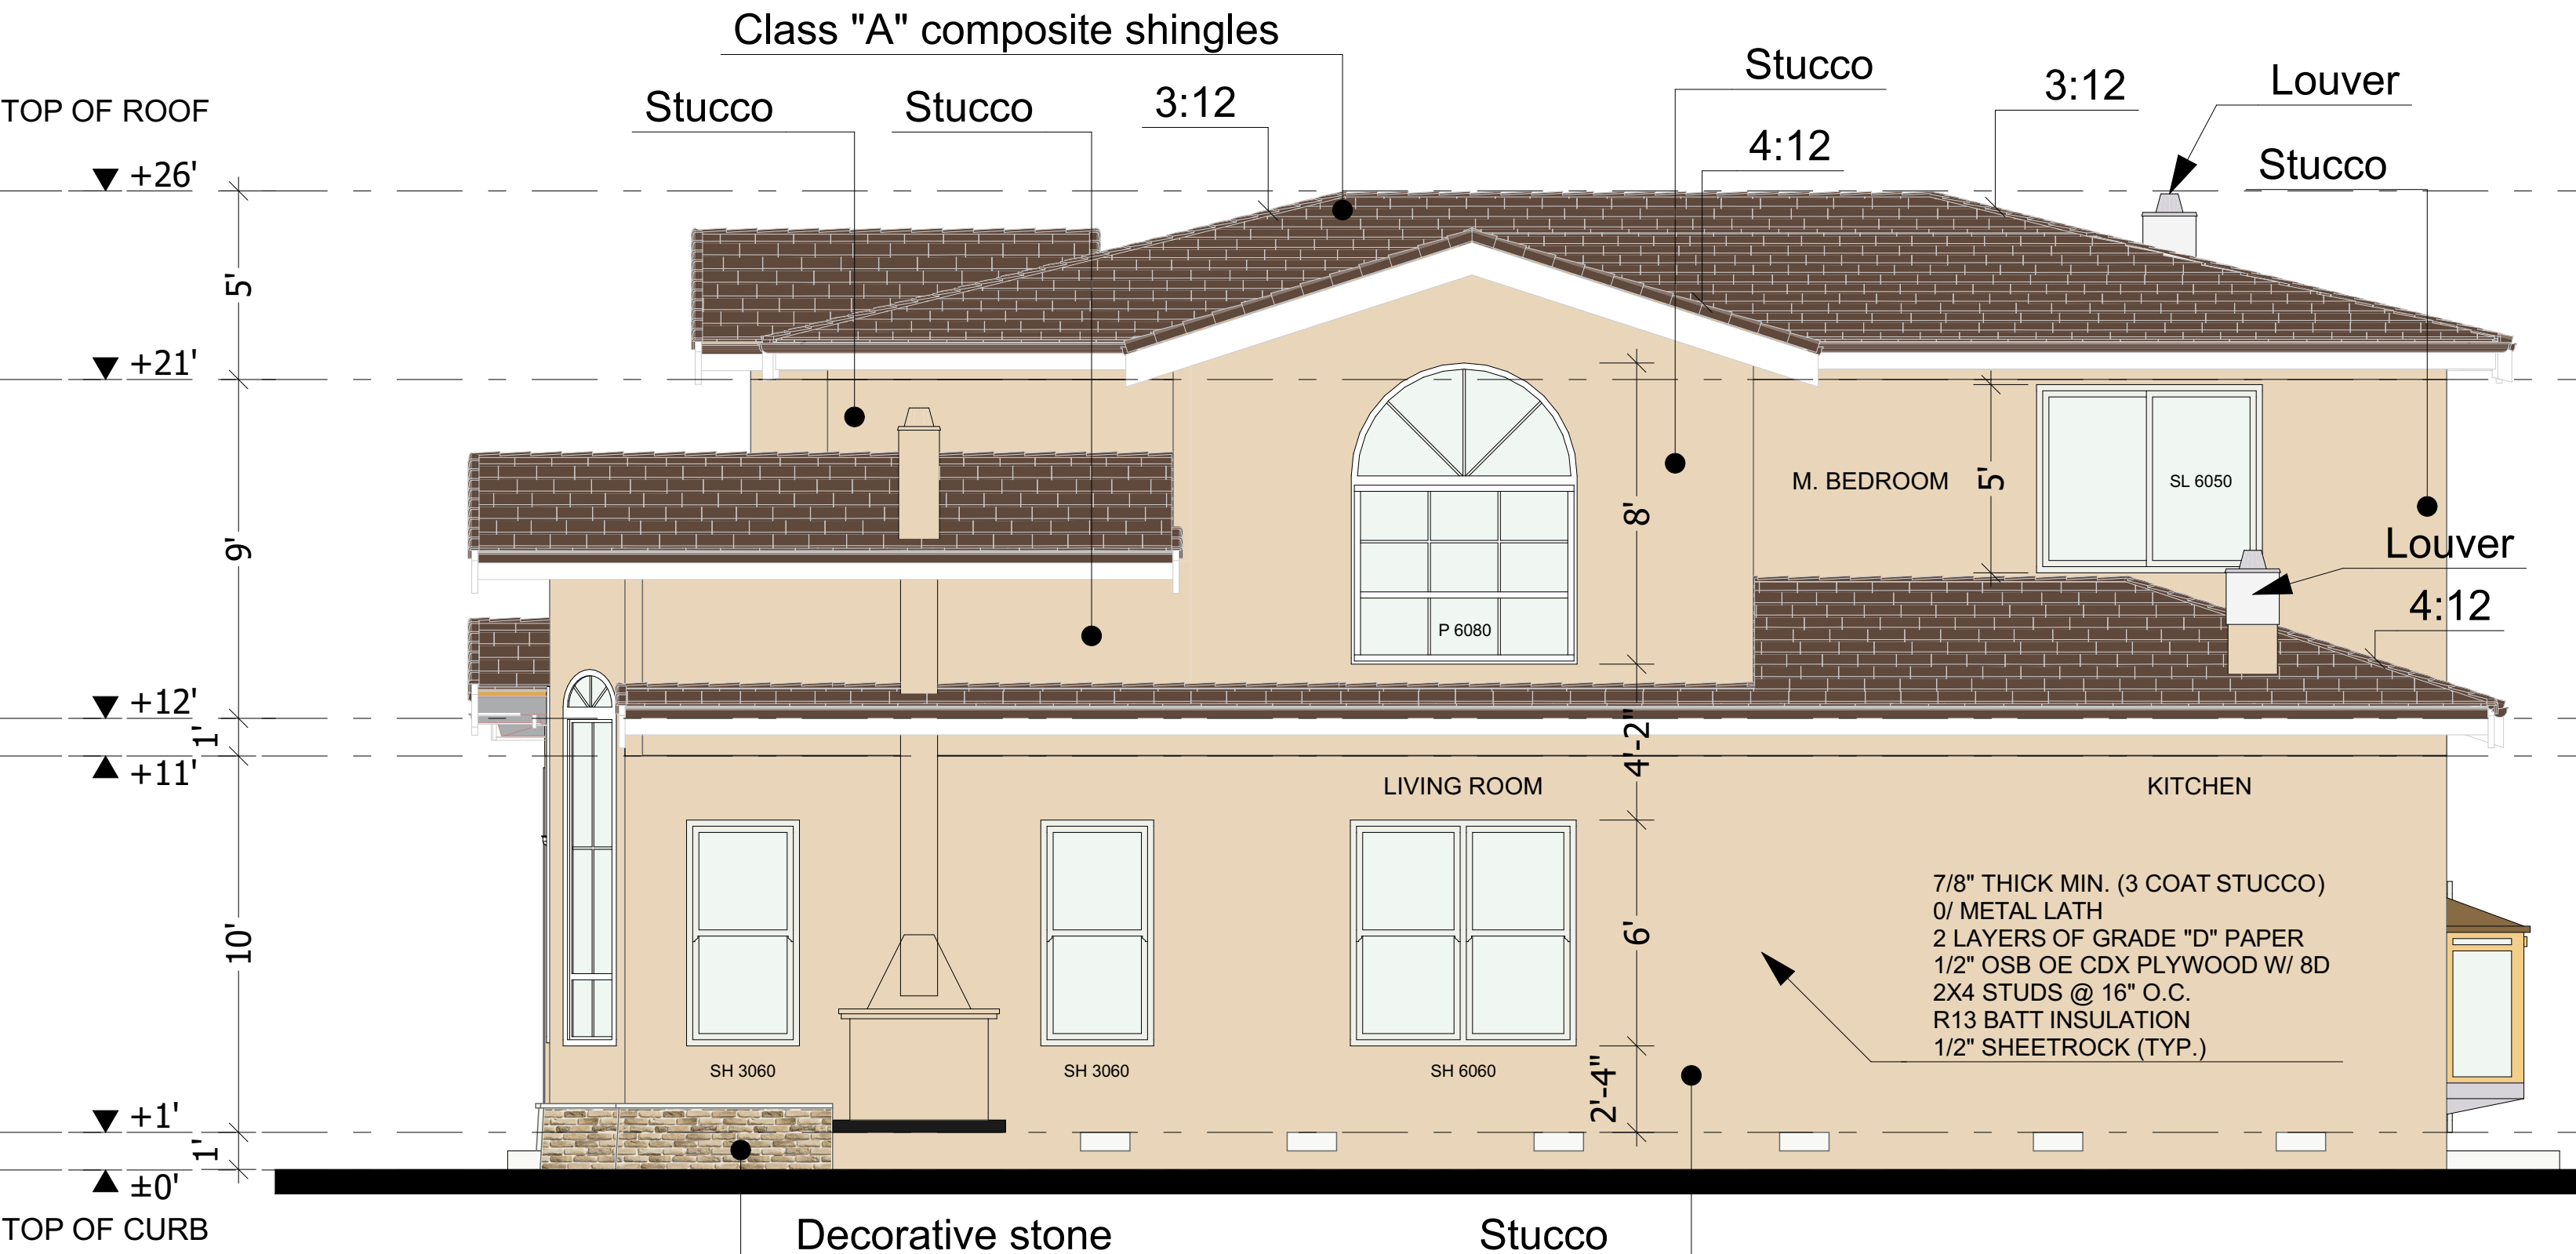 Class "A" composite shingles
Stucco
3:12
Louver
TOP OF ROOF
Stucco
Stucco
3:12
4:12
Stucco
+26'
5'
+21'
9'
8'
M. BEDROOM
5'
SL 6050
Louver
4:12
P 6080
+12'
1'
4'-2"
+11'
LIVING ROOM
KITCHEN
10'
6'
7/8" THICK MIN. (3 COAT STUCCO)
0/ METAL LATH
2 LAYERS OF GRADE "D" PAPER
1/2" OSB OE CDX PLYWOOD W/ 8D
2X4 STUDS @ 16" O.C.
R13 BATT INSULATION
1/2" SHEETROCK (TYP.)
SH 3060
SH 3060
SH 6060
2'-4"
+1'
1'
±0'
TOP OF CURB
Decorative stone
Stucco